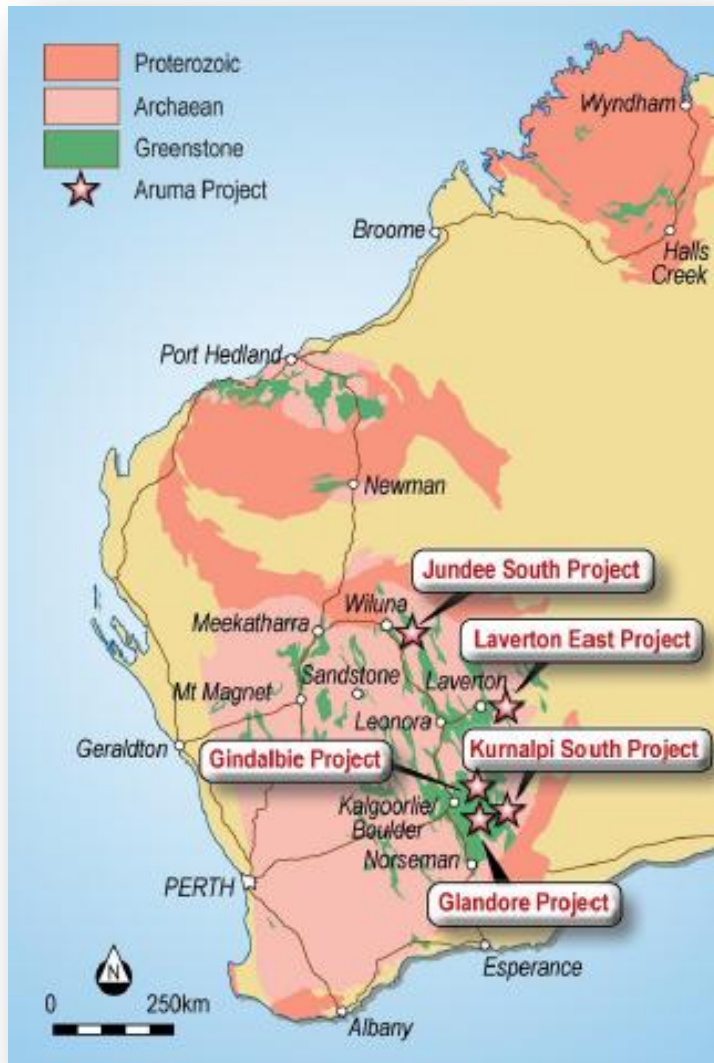 Proterozoic
Archaean
Greenstone
Aruma Project
Wyndham
Broome
Halls
Creek
Port Hedland
Newman
Jundee South Project
Wiluna
Meekatharra
Laverton East Project
Sandstone
Laverton
Mt Magnet
Leonora
Geraldton
Kurnalpi South Project
Gindalbie Project
Kalgoorlie/
Boulder
Norseman
PERTH
Glandore Project
N
Esperance
0 250km
Albany